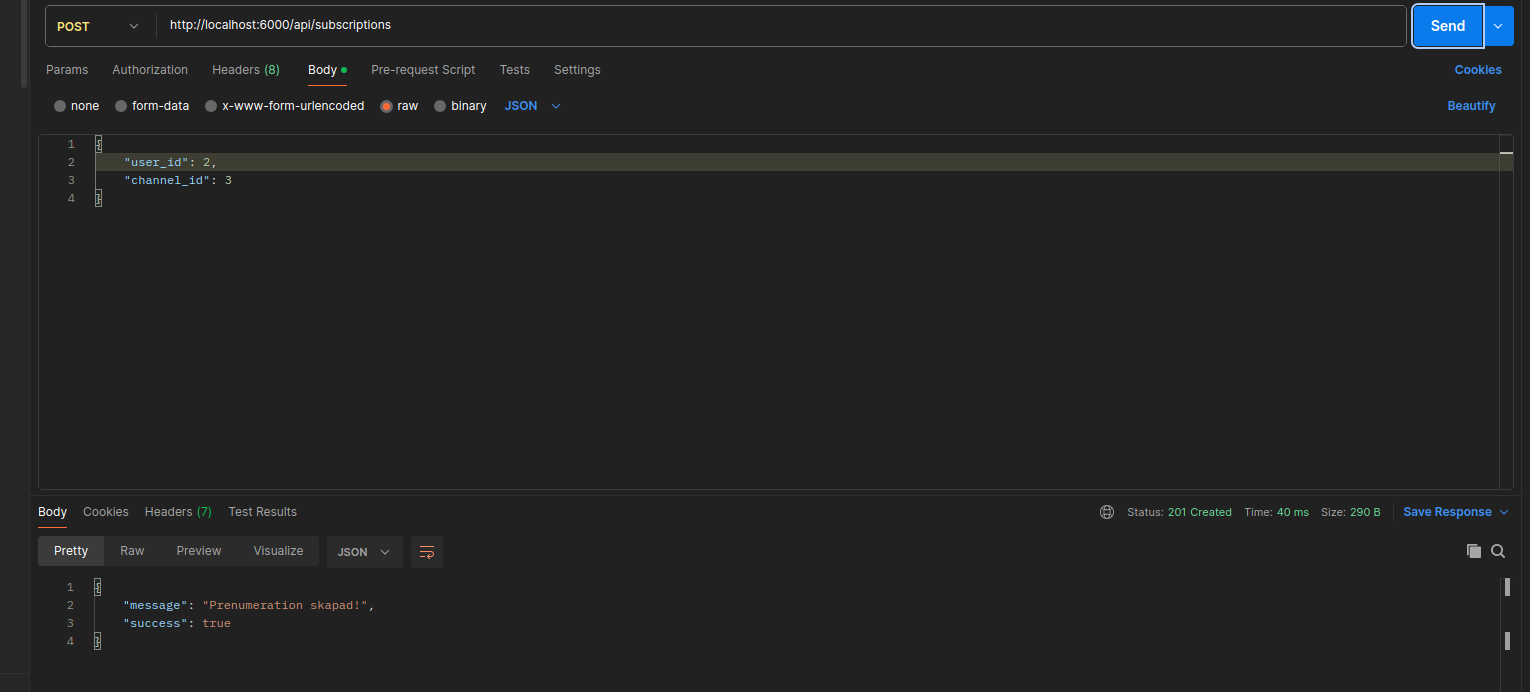 POST http://localhost:6000/api/subscriptions Send
Params Authorization Headers (8) Body Pre-request Script Tests Settings Cookies
none form-data x-www-form-urlencoded raw binary JSON Beautify
1 {
2 "user_id": 2,
3 "channel_id": 3
4 }
Body Cookies Headers (7) Test Results Status: 201 Created Time: 40 ms Size: 290 B Save Response
Pretty Raw Preview Visualize JSON
1 {
2 "message": "Prenumeration skapad!",
3 "success": true
4 }